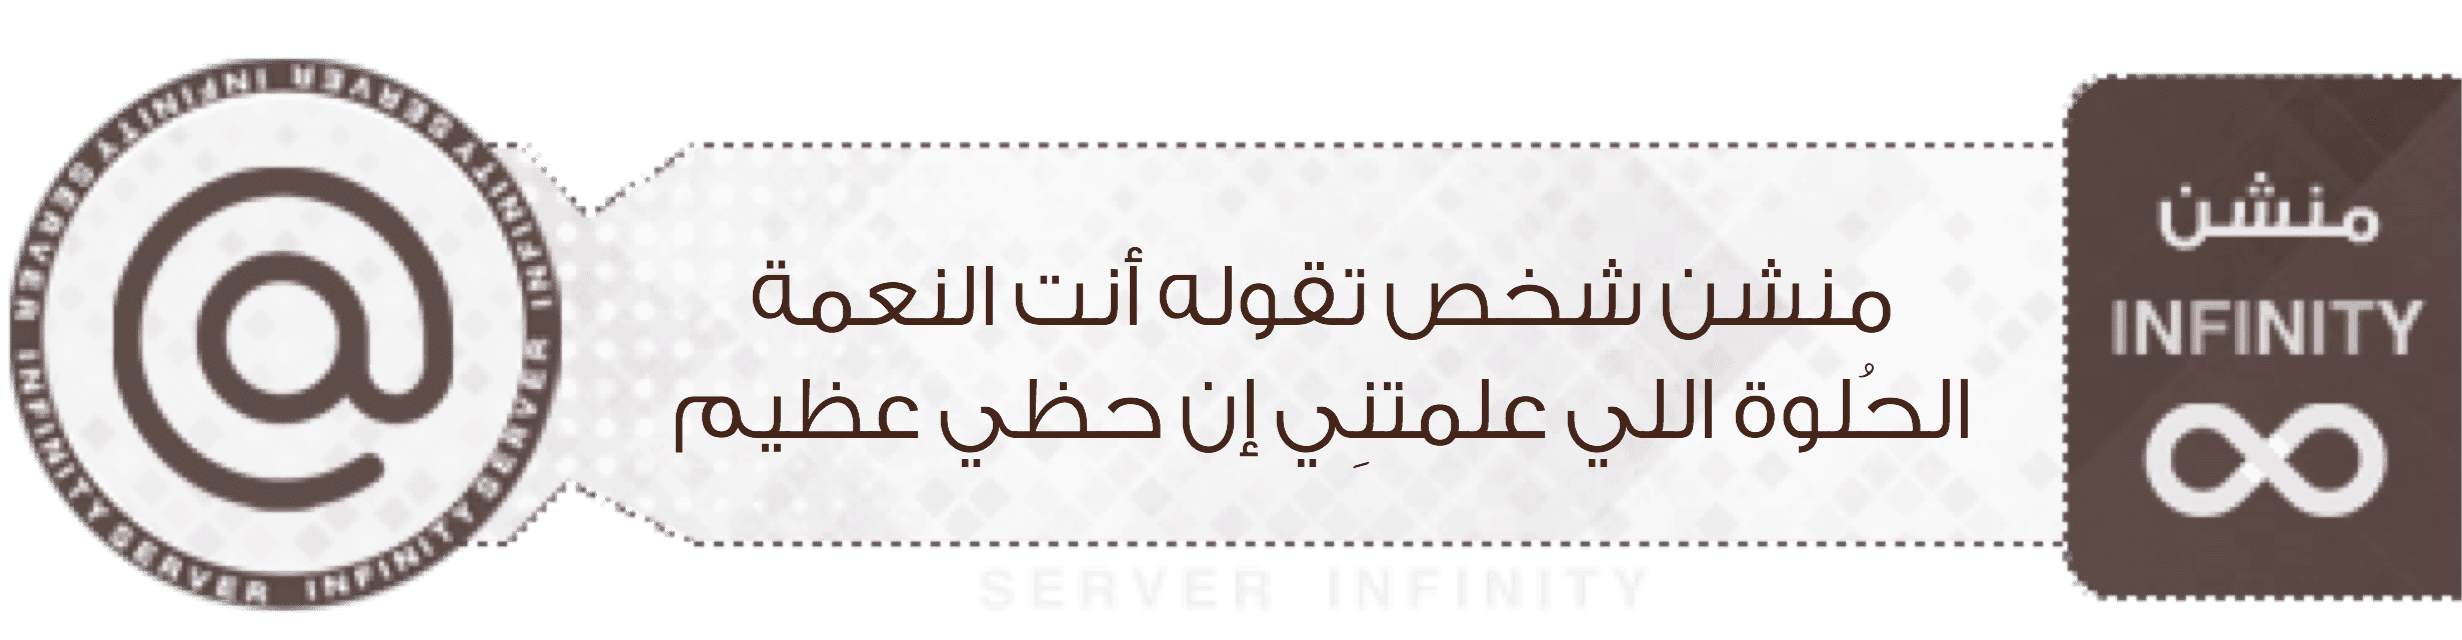 منشن
INFINITY
منشن شخص تقوله أنت النعمة
الحُلوة اللي علمتنِي إن حظي عظيم
SERVER INFINITY
INFINITY SERVER INFINITY SERVER INFINITY SERVER INFINITY SERVER